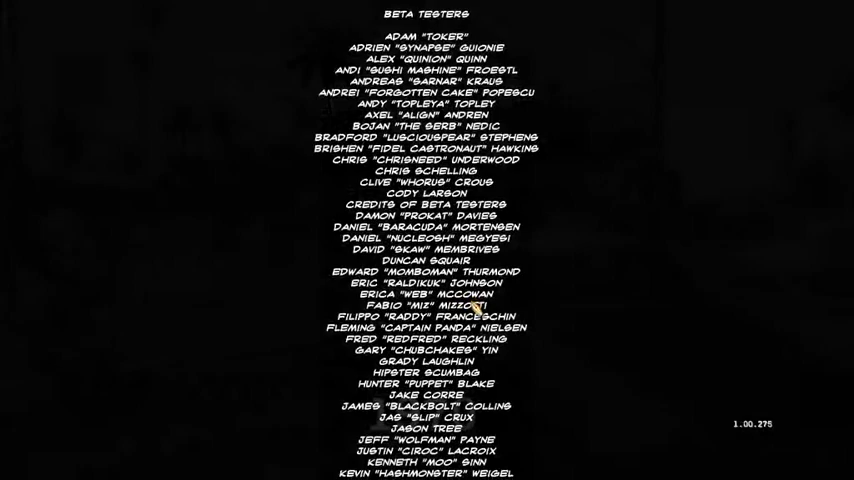 BETA TESTERS
ADAM "TOKER"
ADRIEN "SYNAPSE" GUIONIE
ALEX "QUINION" QUINN
ANDI "SUSHI MASHINE" FROESTL
ANDREAS "SARNAR" KRAUS
ANDREI "FORGOTTEN CAKE" POPESCU
ANDY "TOPLEYA" TOPLEY
AXEL "ALIGN" ANDREN
BOJAN "THE SERB" NEDIC
BRADFORD "LUSCIOUSPEAR" STEPHENS
BRISHEN "FIDEL CASTRONAUT" HAWKINS
CHRIS "CHRISNEED" UNDERWOOD
CHRIS SCHELLING
CLIVE "WHORUS" CROUS
CODY LARSON
CREDITS OF BETA TESTERS
DAMON "PROKAT" DAVIES
DANIEL "BARACUDA" MORTENSEN
DANIEL "NUCLEOSH" MEGYESI
DAVID "SKAW" MEMBRIVES
DUNCAN SQUAIR
EDWARD "MOMBOMAN" THURMOND
ERIC "RALDIKUK" JOHNSON
ERICA "WEB" MCCOWAN
FABIO "MIZ" MIZZOTTI
FILIPPO "RADDY" FRANCESCHIN
FLEMING "CAPTAIN PANDA" NIELSEN
FRED "REDFRED" RECKLING
GARY "CHUBCHAKES" YIN
GRADY LAUGHLIN
HIPSTER SCUMBAG
HUNTER "PUPPET" BLAKE
JAKE CORRE
JAMES "BLACKBOLT" COLLINS
JAS "SLIP" CRUX
JASON TREE
1.00.275
JEFF "WOLFMAN" PAYNE
JUSTIN "CIROC" LACROIX
KENNETH "MOO" SINN
KEVIN "HASHMONSTER" WEIGEL